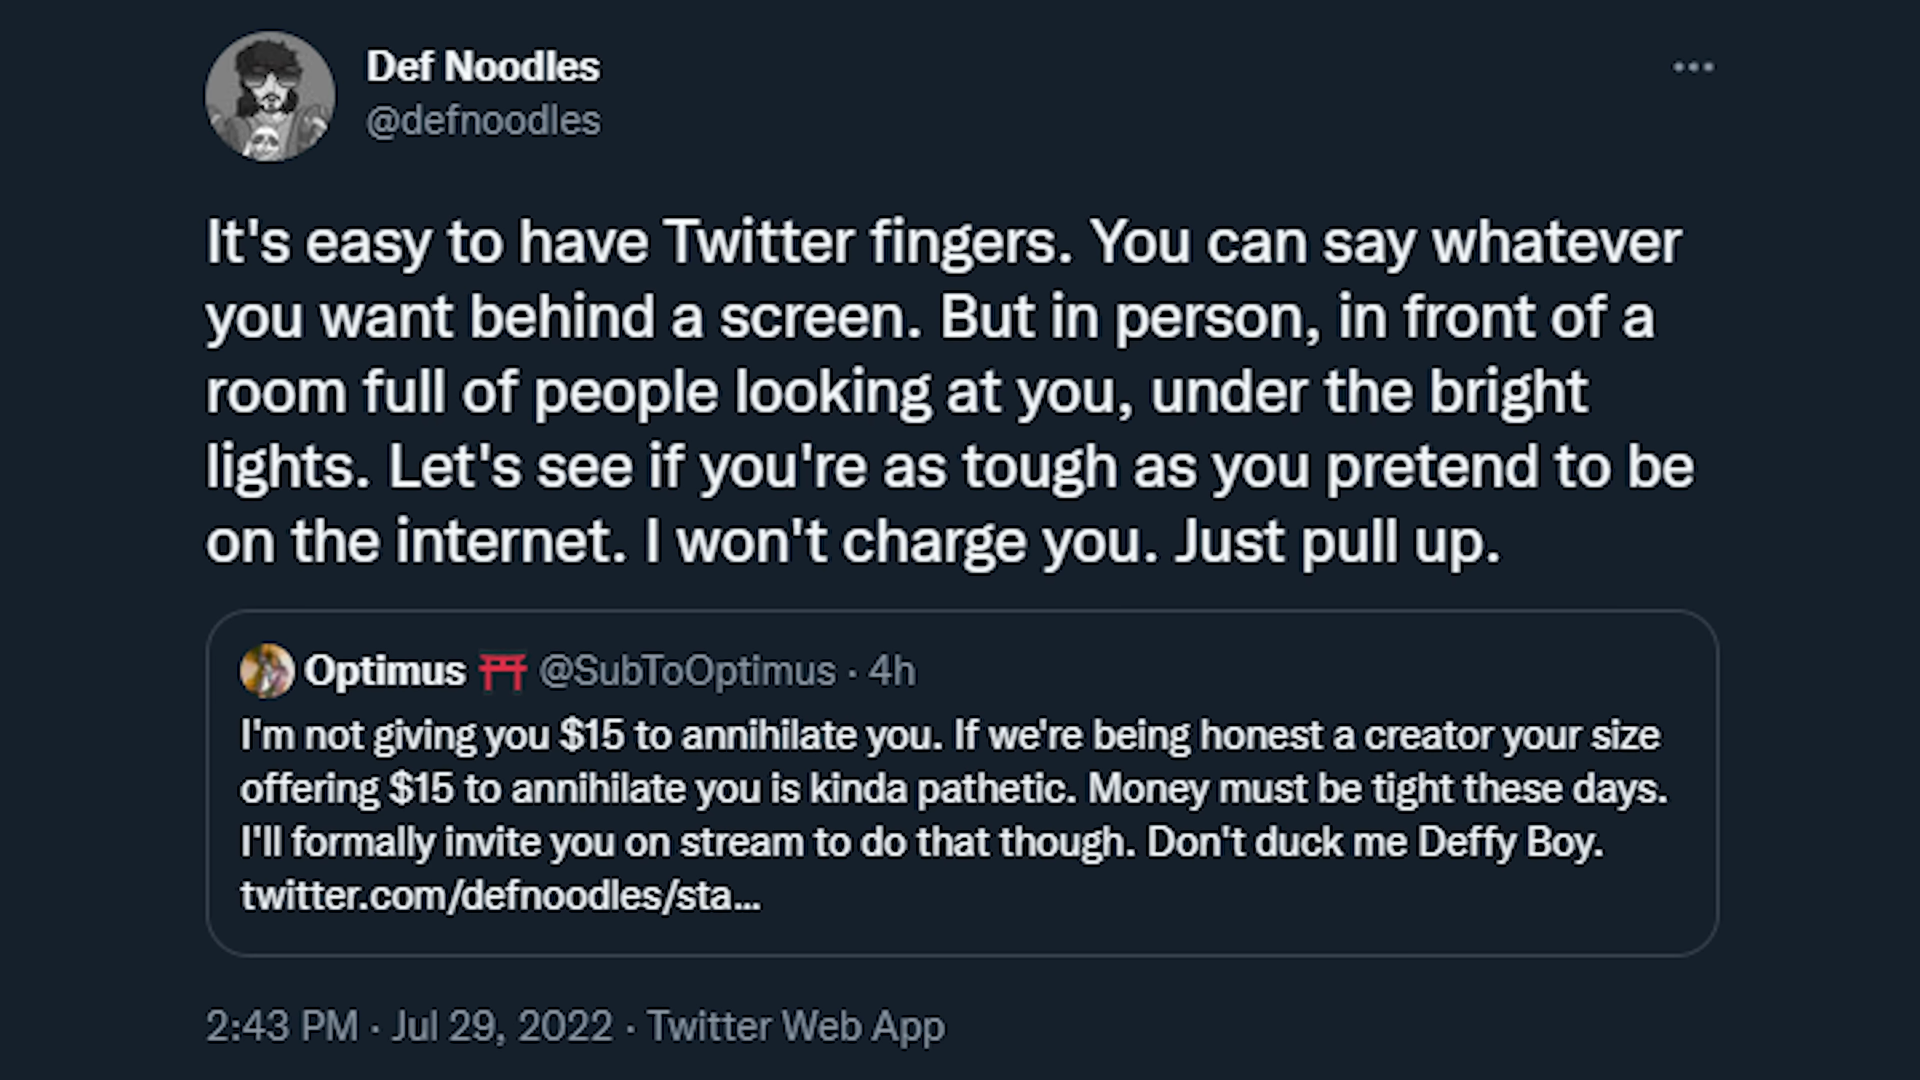 Def Noodles
@defnoodles
It's easy to have Twitter fingers. You can say whatever
you want behind a screen. But in person, in front of a
room full of people looking at you, under the bright
lights. Let's see if you're as tough as you pretend to be
on the internet. I won't charge you. Just pull up.
Optimus ⛩️ @SubToOptimus · 4h
I'm not giving you $15 to annihilate you. If we're being honest a creator your size
offering $15 to annihilate you is kinda pathetic. Money must be tight these days.
I'll formally invite you on stream to do that though. Don't duck me Deffy Boy.
twitter.com/defnoodles/sta...
2:43 PM · Jul 29, 2022 · Twitter Web App